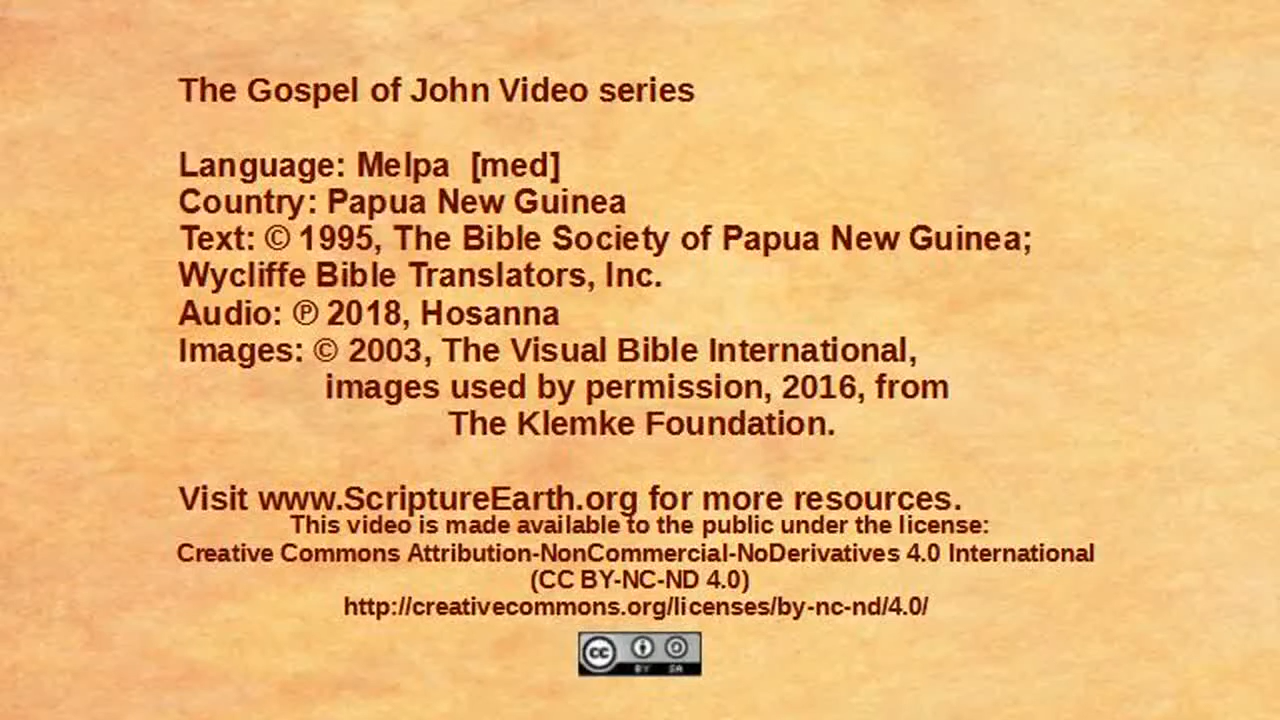 The Gospel of John Video series
Language: Melpa [med]
Country: Papua New Guinea
Text: © 1995, The Bible Society of Papua New Guinea;
Wycliffe Bible Translators, Inc.
Audio: ℗ 2018, Hosanna
Images: © 2003, The Visual Bible International,
images used by permission, 2016, from
The Klemke Foundation.
Visit www.ScriptureEarth.org for more resources.
This video is made available to the public under the license:
Creative Commons Attribution-NonCommercial-NoDerivatives 4.0 International
(CC BY-NC-ND 4.0)
http://creativecommons.org/licenses/by-nc-nd/4.0/
cc
BY SA